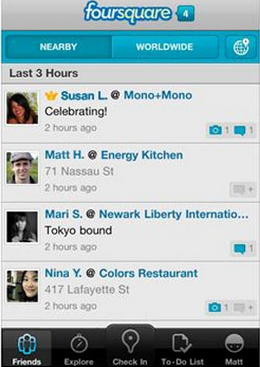 foursquare 4
NEARBY WORLDWIDE
Last 3 Hours
Susan L. @ Mono+Mono
Celebrating!
2 hours ago 1 1
Matt H. @ Energy Kitchen
71 Nassau St
2 hours ago +
Mari S. @ Newark Liberty Internatio...
Tokyo bound
2 hours ago 1
Nina Y. @ Colors Restaurant
417 Lafayette St
2 hours ago 1 +
Friends Explore Check In To-Do List Matt